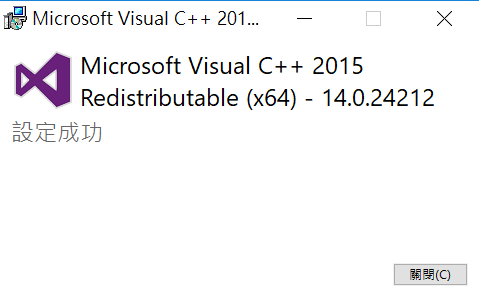 Microsoft Visual C++ 201...
Microsoft Visual C++ 2015
Redistributable (x64) - 14.0.24212
設定成功
關閉(C)